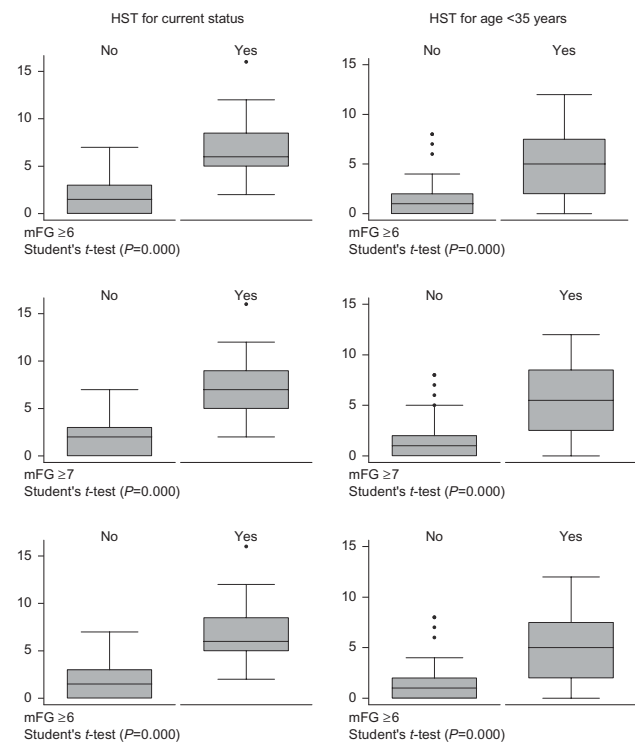 HST for current status
HST for age <35 years
No
Yes
15
10
5
0
mFG ≥6
Student's t-test (P=0.000)
No
Yes
15
10
5
0
mFG ≥6
Student's t-test (P=0.000)
No
Yes
15
10
5
0
mFG ≥7
Student's t-test (P=0.000)
No
Yes
15
10
5
0
mFG ≥7
Student's t-test (P=0.000)
No
Yes
15
10
5
0
mFG ≥6
Student's t-test (P=0.000)
No
Yes
15
10
5
0
mFG ≥6
Student's t-test (P=0.000)